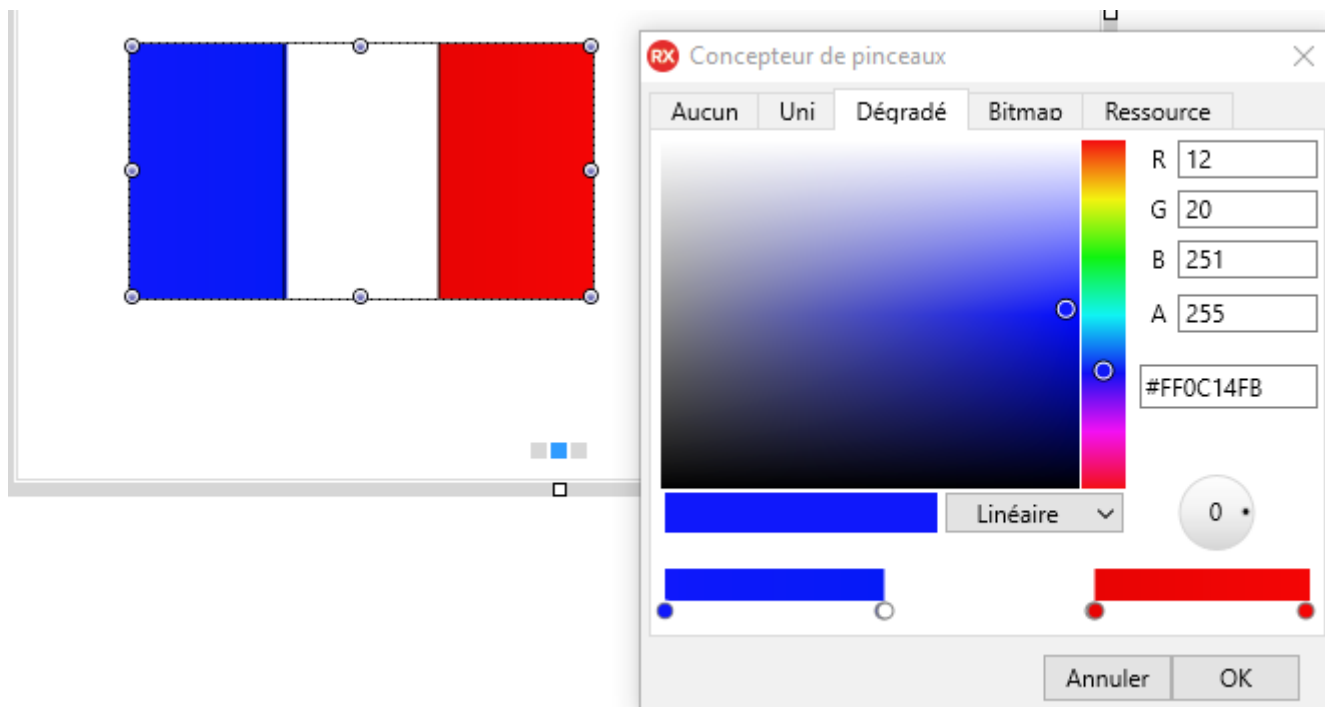 RX Concepteur de pinceaux
Aucun Uni Dégradé Bitmap Ressource
R 12
G 20
B 251
A 255
#FF0C14FB
Linéaire 0
Annuler OK